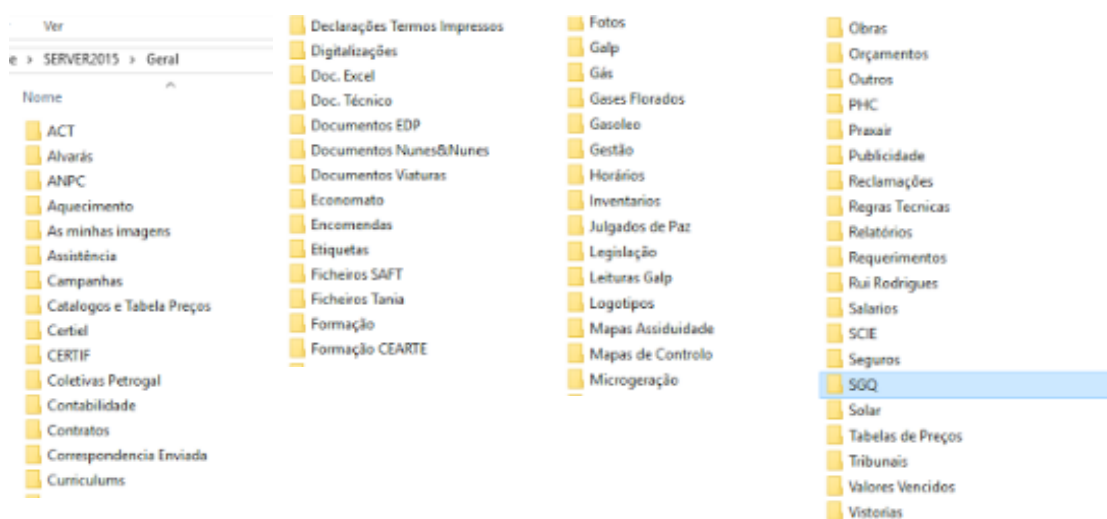 Ver
SERVER2015 > Geral
Nome
ACT
Alvarás
ANPC
Aquecimento
As minhas imagens
Assistência
Campanhas
Catalogos e Tabela Preços
Certiel
CERTIF
Coletivas Petrogal
Contabilidade
Contratos
Correspondencia Enviada
Curriculums
Declarações Termos Impressos
Digitalizações
Doc. Excel
Doc. Técnico
Documentos EDP
Documentos Nunes&Nunes
Documentos Viaturas
Economato
Encomendas
Etiquetas
Ficheiros SAFT
Ficheiros Tania
Formação
Formação CEARTE
Fotos
Galp
Gás
Gases Florados
Gasoleo
Gestão
Horários
Inventarios
Julgados de Paz
Legislação
Leituras Galp
Logotipos
Mapas Assiduidade
Mapas de Controlo
Microgeração
Obras
Orçamentos
Outros
PHC
Praxair
Publicidade
Reclamações
Regras Tecnicas
Relatórios
Requerimentos
Rui Rodrigues
Salarios
SCIE
Seguros
SGQ
Solar
Tabelas de Preços
Tribunais
Valores Vencidos
Vistorias